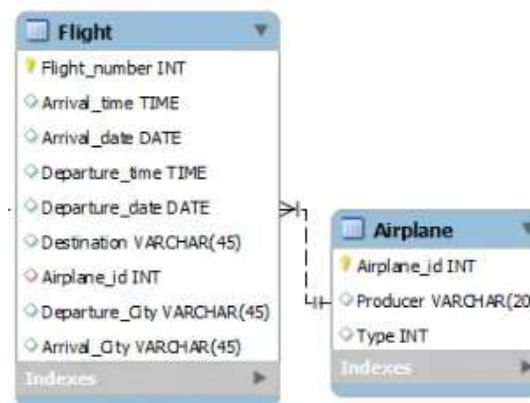 Flight
Flight_number INT
Arrival_time TIME
Arrival_date DATE
Departure_time TIME
Departure_date DATE
Destination VARCHAR(45)
Airplane_id INT
Departure_City VARCHAR(45)
Arrival_City VARCHAR(45)
Indexes
Airplane
Airplane_id INT
Producer VARCHAR(20
Type INT
Indexes